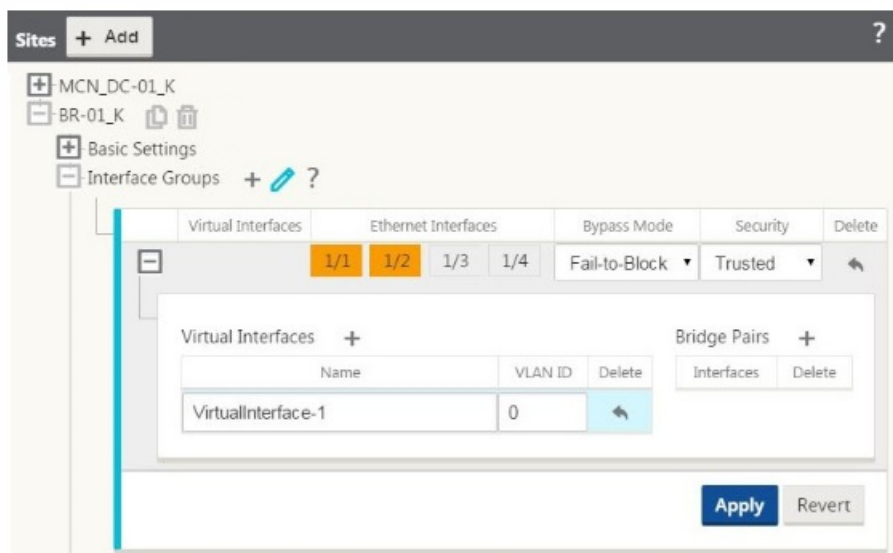 Sites + Add ?
MCN_DC-01_K
BR-01_K
Basic Settings
Interface Groups + ?
Virtual Interfaces Ethernet Interfaces Bypass Mode Security Delete
1/1 1/2 1/3 1/4 Fail-to-Block Trusted
Virtual Interfaces + Bridge Pairs +
Name VLAN ID Delete Interfaces Delete
VirtualInterface-1 0
Apply Revert